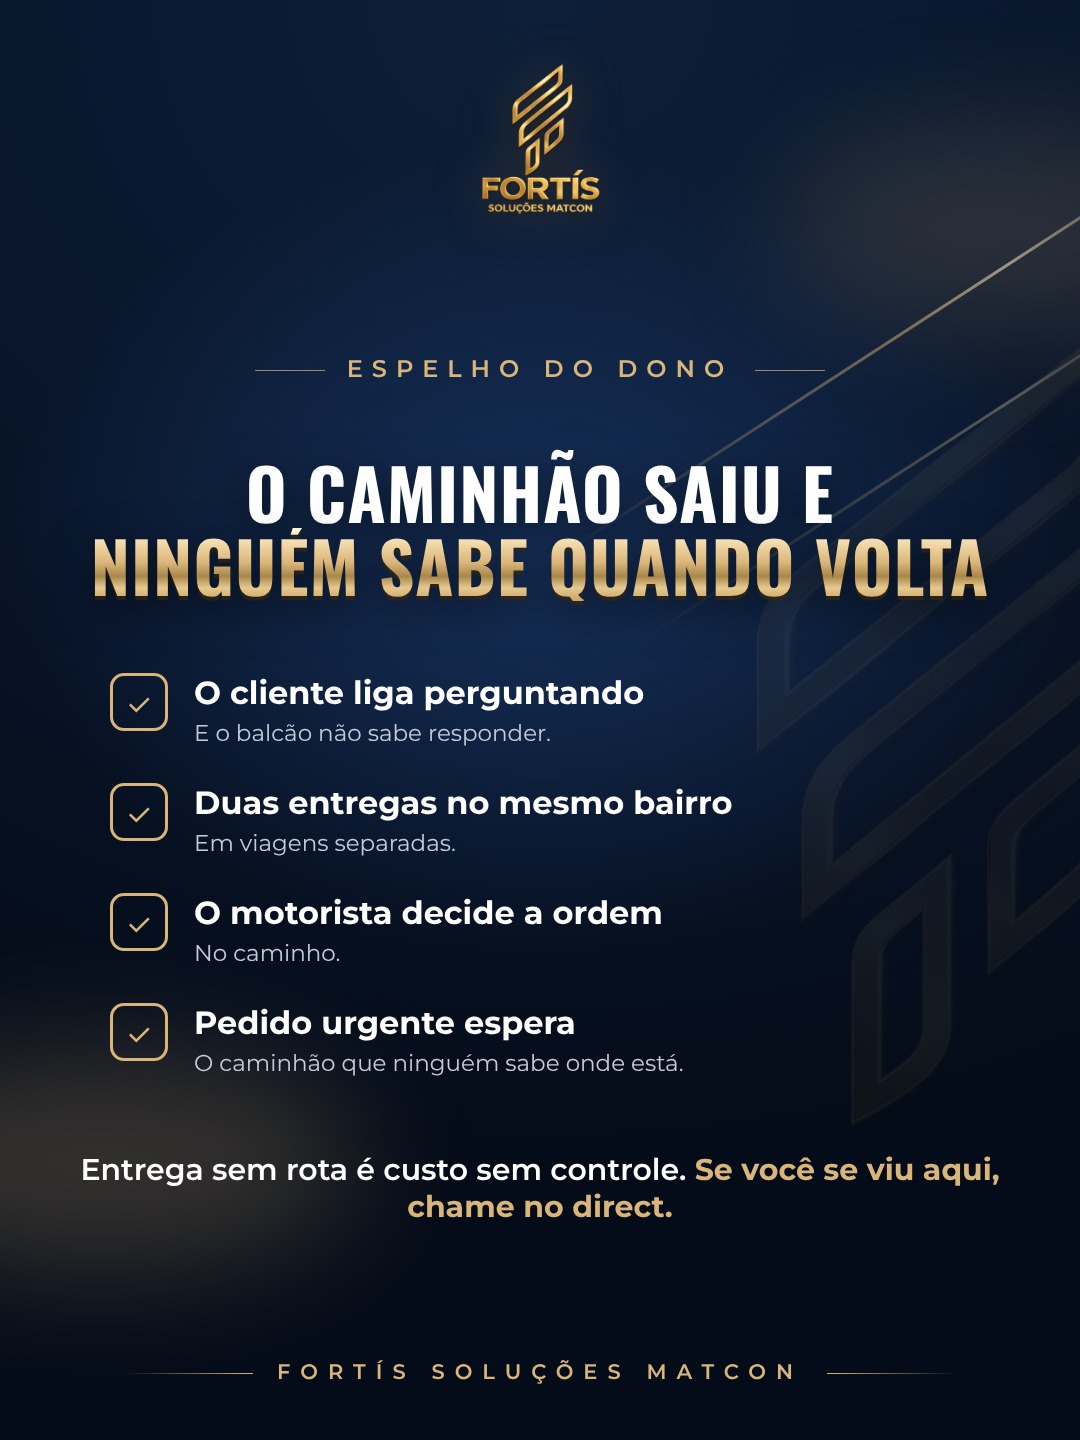 FORTÍS
SOLUÇÕES MATCON
ESPELHO DO DONO
O CAMINHÃO SAIU E
NINGUÉM SABE QUANDO VOLTA
O cliente liga perguntando
E o balcão não sabe responder.
Duas entregas no mesmo bairro
Em viagens separadas.
O motorista decide a ordem
No caminho.
Pedido urgente espera
O caminhão que ninguém sabe onde está.
Entrega sem rota é custo sem controle. Se você se viu aqui,
chame no direct.
FORTÍS SOLUÇÕES MATCON